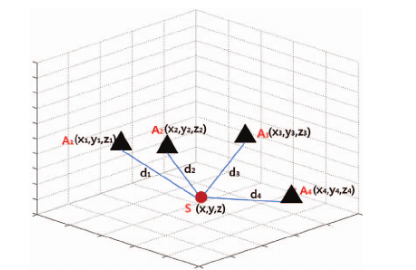 A₁(x₁,y₁,z₁)
A₂(x₂,y₂,z₂)
A₃(x₃,y₃,z₃)
A₄(x₄,y₄,z₄)
d₁
d₂
d₃
d₄
S (x,y,z)